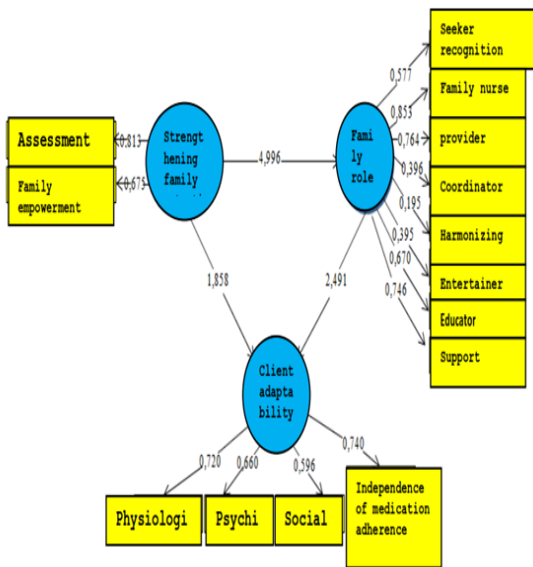 Seeker
recognition
0,577
Family nurse
0,853
provider
0,764
Coordinator
0,396
Harmonizing
0,195
Entertainer
0,395
Educator
0,670
Support
0,746
Assessment
0,813
Family
empowerment
0,675
Strengt
hening
family
4,996
Fami
ly
role
1,858
2,491
Client
adapta
bility
0,720
0,660
0,596
0,740
Physiologi
Psychi
Social
Independence
of medication
adherence